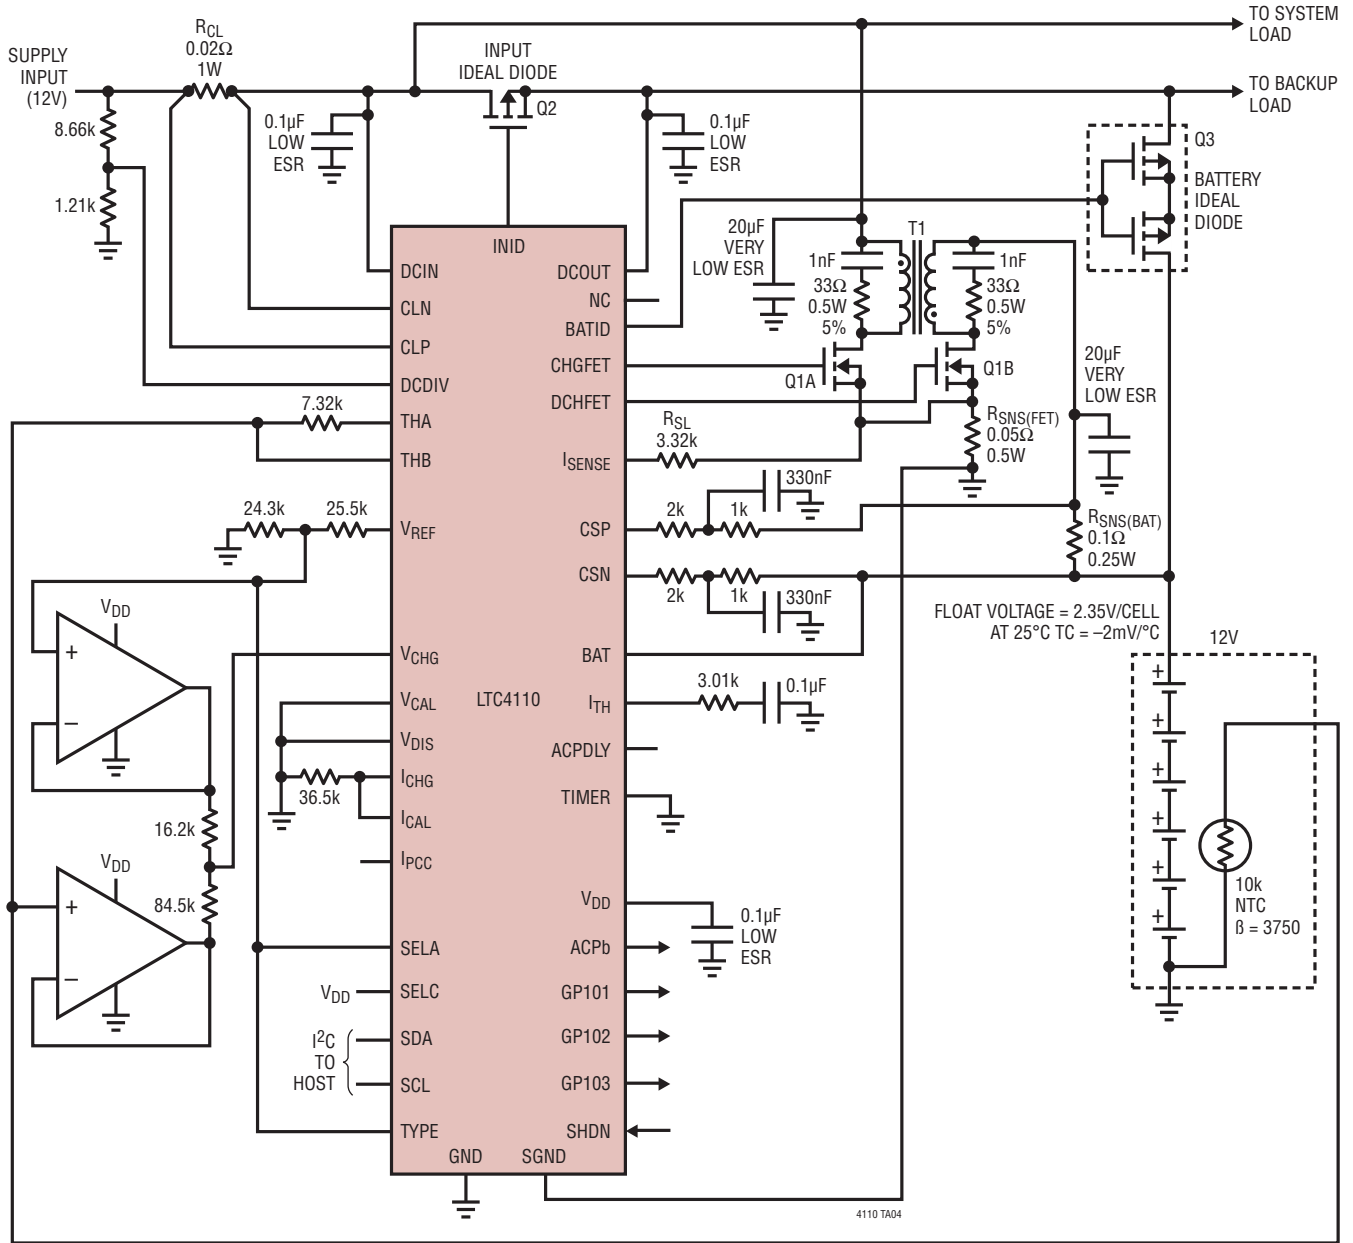 TO SYSTEM
LOAD
RCL
0.02Ω
1W
SUPPLY
INPUT
(12V)
INPUT
IDEAL DIODE
Q2
TO BACKUP
LOAD
8.66k
0.1µF
LOW
ESR
0.1µF
LOW
ESR
Q3
BATTERY
IDEAL
DIODE
1.21k
20µF
VERY
LOW ESR
T1
1nF
33Ω
0.5W
5%
1nF
33Ω
0.5W
5%
Q1A
Q1B
20µF
VERY
LOW ESR
INID
DCIN
CLN
CLP
DCDIV
THA
THB
VREF
VCHG
VCAL
VDIS
ICHG
ICAL
IPCC
SELA
SELC
SDA
SCL
TYPE
GND
SGND
LTC4110
DCOUT
NC
BATID
CHGFET
DCHFET
ISENSE
CSP
CSN
BAT
ITH
ACPDLY
TIMER
VDD
ACPb
GP101
GP102
GP103
SHDN
7.32k
RSL
3.32k
RSNS(FET)
0.05Ω
0.5W
24.3k
25.5k
330nF
2k
1k
RSNS(BAT)
0.1Ω
0.25W
2k
1k
330nF
FLOAT VOLTAGE = 2.35V/CELL
AT 25°C TC = –2mV/°C
12V
VDD
+
–
3.01k
0.1µF
36.5k
16.2k
VDD
84.5k
+
–
0.1µF
LOW
ESR
VDD
I2C
TO
HOST
+
+
+
+
+
+
10k
NTC
ß = 3750
4110 TA04